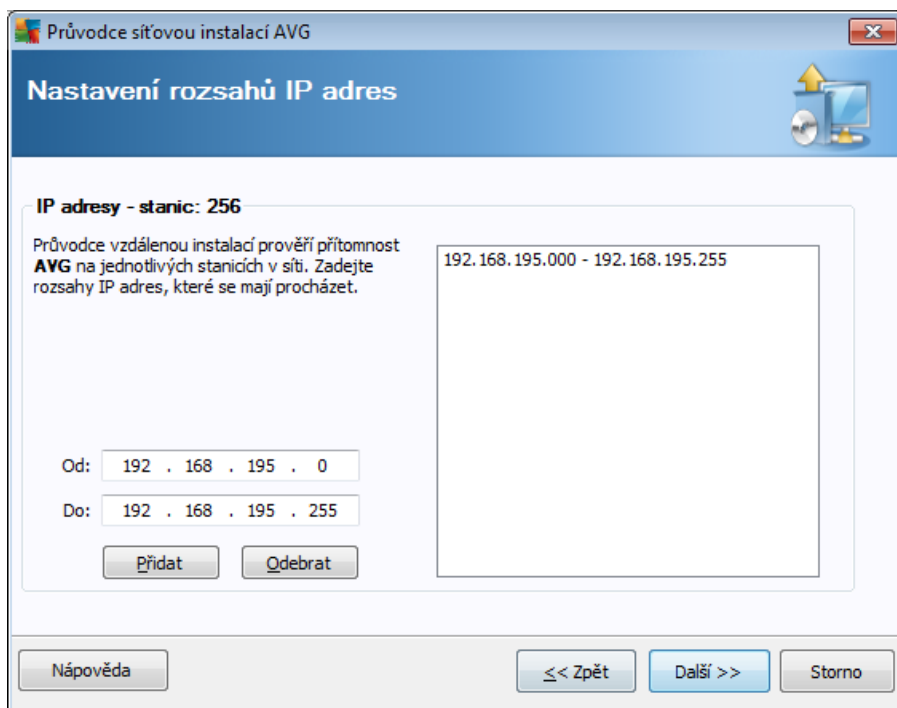 Průvodce síťovou instalací AVG
Nastavení rozsahů IP adres
IP adresy - stanic: 256
Průvodce vzdálenou instalací prověří přítomnost
AVG na jednotlivých stanicích v síti. Zadejte
rozsahy IP adres, které se mají procházet.
192.168.195.000 - 192.168.195.255
Od: 192 . 168 . 195 . 0
Do: 192 . 168 . 195 . 255
Přidat Odebrat
Nápověda << Zpět Další >> Storno